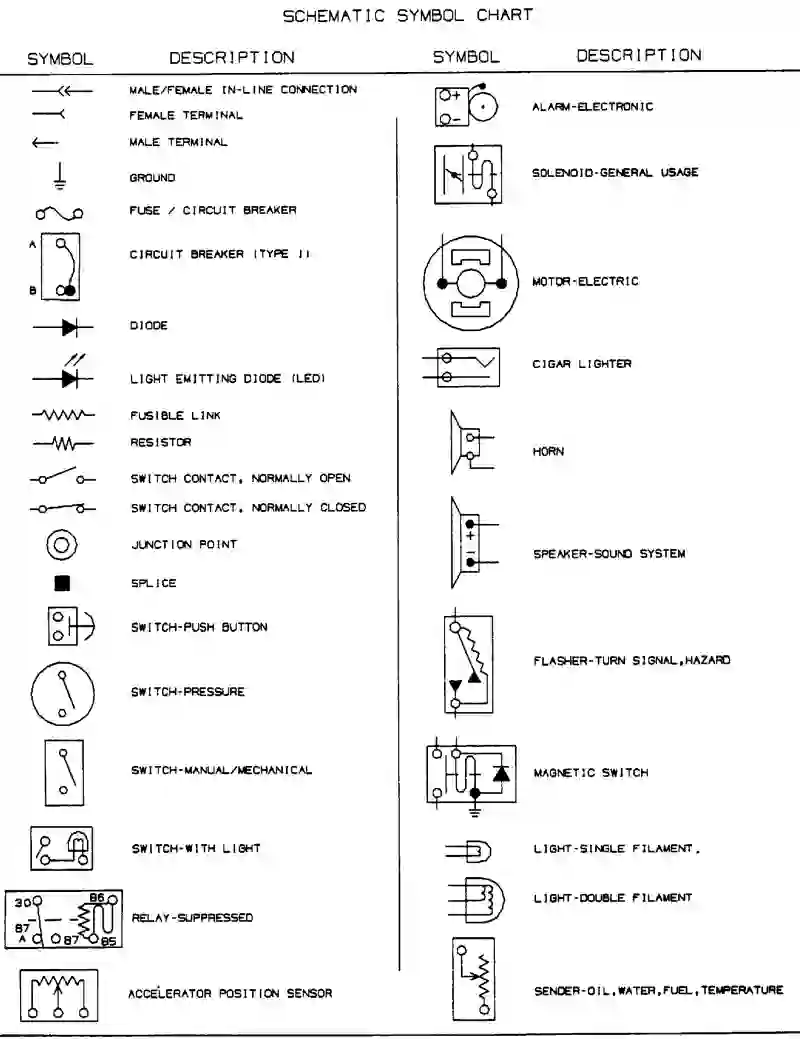 SCHEMATIC SYMBOL CHART
SYMBOL DESCRIPTION SYMBOL DESCRIPTION
MALE/FEMALE IN-LINE CONNECTION
FEMALE TERMINAL
MALE TERMINAL
GROUND
FUSE / CIRCUIT BREAKER
A
CIRCUIT BREAKER (TYPE I)
B
DIODE
LIGHT EMITTING DIODE (LED)
FUSIBLE LINK
RESISTOR
SWITCH CONTACT, NORMALLY OPEN
SWITCH CONTACT, NORMALLY CLOSED
JUNCTION POINT
SPLICE
SWITCH-PUSH BUTTON
SWITCH-PRESSURE
SWITCH-MANUAL/MECHANICAL
SWITCH-WITH LIGHT
30 86
RELAY-SUPPRESSED
87
A 87 85
ACCELERATOR POSITION SENSOR
+
ALARM-ELECTRONIC
-
SOLENOID-GENERAL USAGE
MOTOR-ELECTRIC
CIGAR LIGHTER
HORN
+
SPEAKER-SOUND SYSTEM
-
FLASHER-TURN SIGNAL,HAZARD
MAGNETIC SWITCH
LIGHT-SINGLE FILAMENT.
LIGHT-DOUBLE FILAMENT
SENDER-OIL,WATER,FUEL,TEMPERATURE